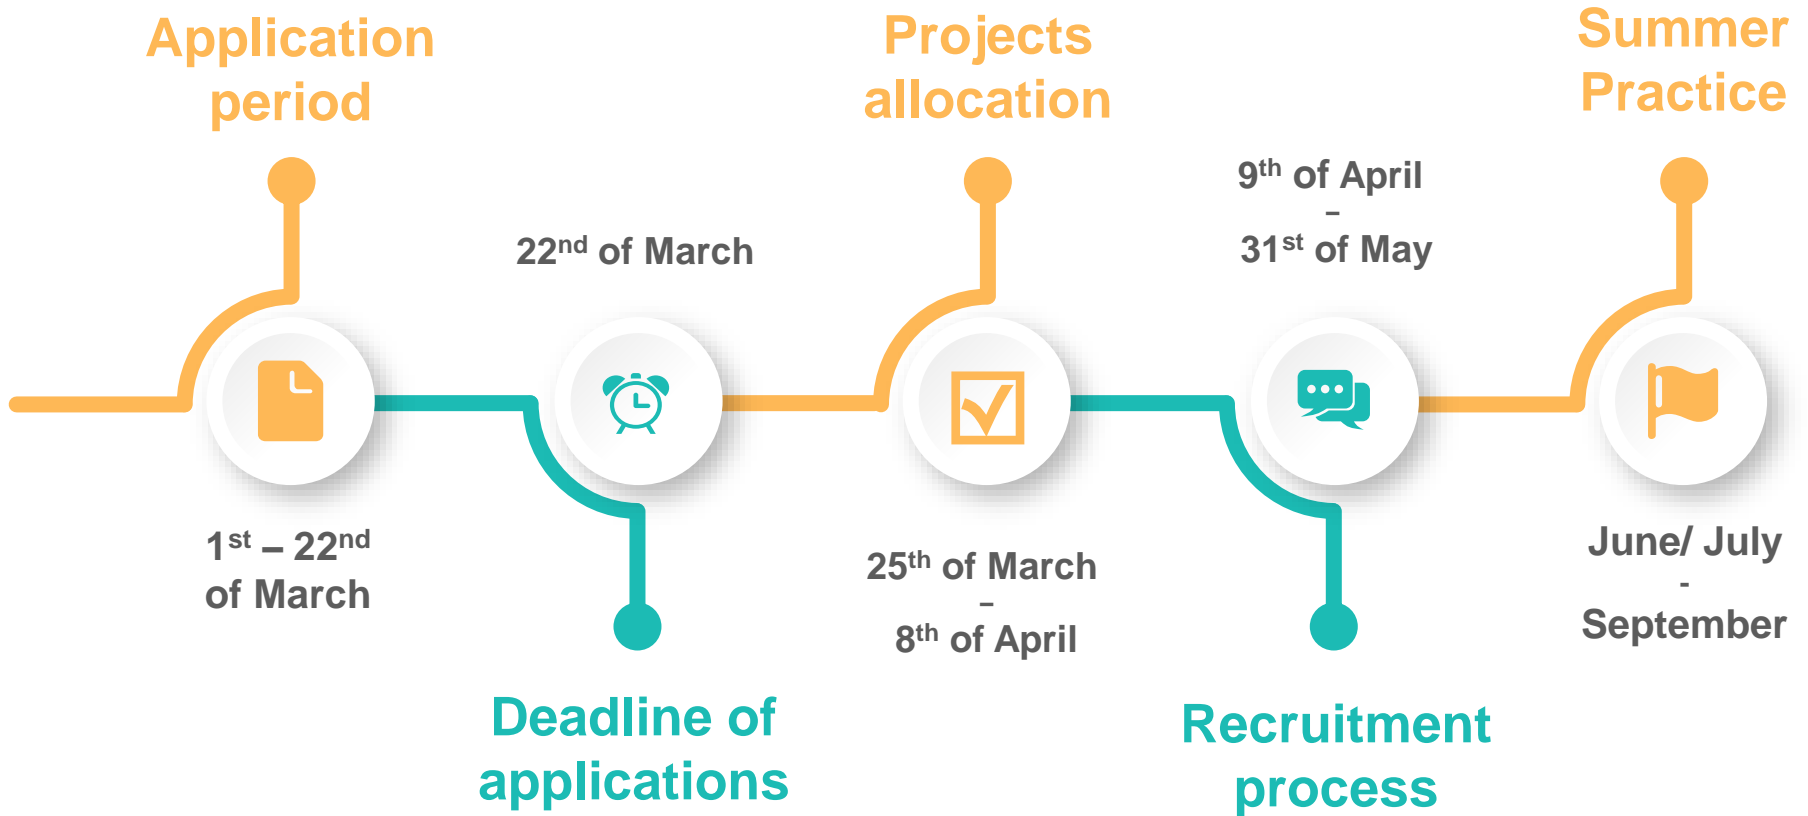 Application
period
1st – 22nd
of March
22nd of March
Deadline of
applications
Projects
allocation
25th of March
–
8th of April
9th of April
–
31st of May
Recruitment
process
Summer
Practice
June/ July
-
September